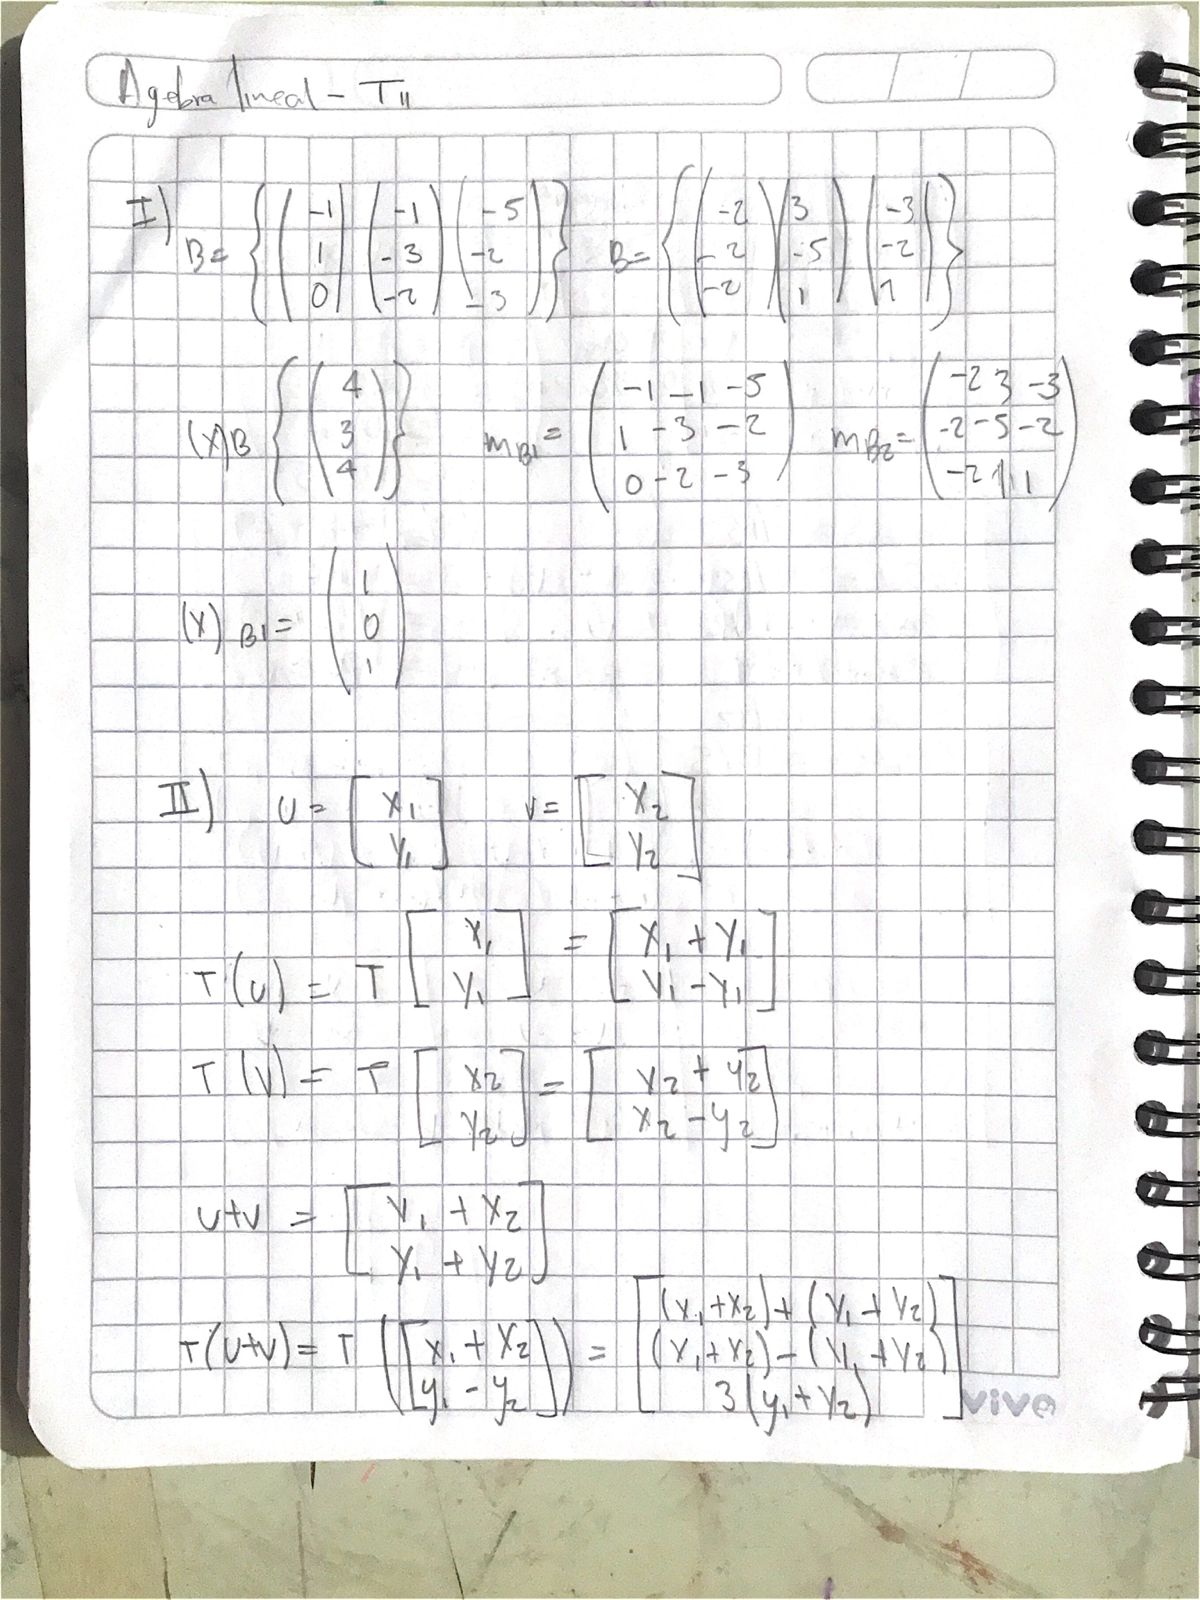 Algebra lineal - T11
I) B = { ( -1 1 0 ) ( -1 -3 -2 ) ( -5 -2 -3 ) } B = { ( -2 -2 -2 ) ( 3 -5 1 ) ( -3 -2 1 ) }
(x)B { ( 4 3 4 ) } mB1 = ( -1 -1 -5
1 -3 -2
0 -2 -3 ) mB2 = ( -2 3 -3
-2 -5 -2
-2 1 1 )
(x)B1 = ( 1 0 1 )
II) u = [ x1 y1 ] v = [ x2 y2 ]
T(u) = T [ x1 y1 ] = [ x1 + y1
x1 - y1 ]
T(v) = T [ x2 y2 ] = [ x2 + y2
x2 - y2 ]
u+v = [ x1 + x2
y1 + y2 ]
T(u+v) = T ( [ x1 + x2
y1 - y2 ] ) = [ (x1+x2) + (y1+y2)
(x1+x2) - (y1+y2)
3(y1+y2) ]
vive